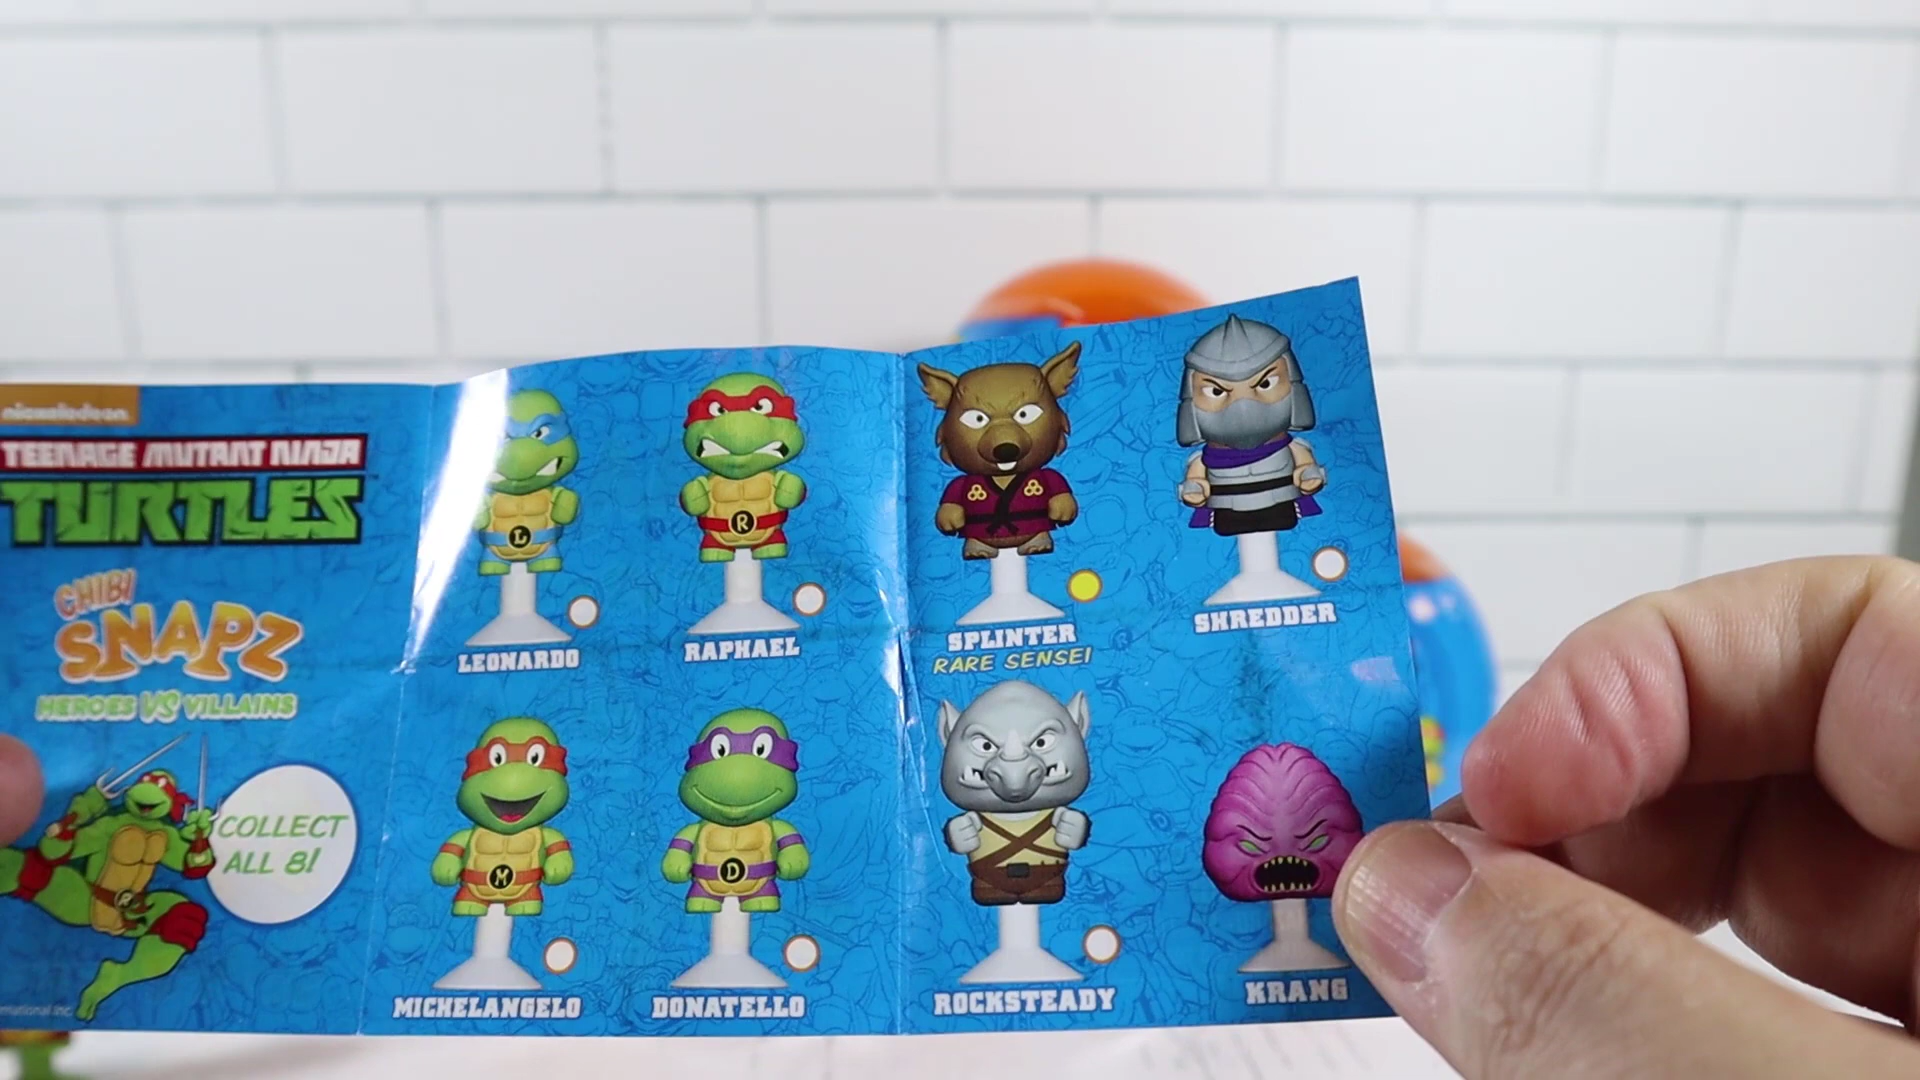 nickelodeon
TEENAGE MUTANT NINJA
TURTLES
CHIBI
SNAPZ
HEROES VS VILLAINS
COLLECT
ALL 8!
L
LEONARDO
R
RAPHAEL
M
MICHELANGELO
D
DONATELLO
SPLINTER
RARE SENSEI
SHREDDER
ROCKSTEADY
KRANG